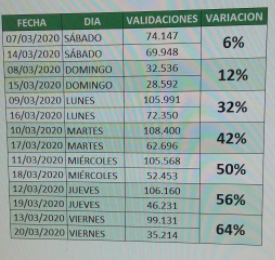 FECHA DIA VALIDACIONES VARIACION
07/03/2020 SÁBADO 74.147 6%
14/03/2020 SÁBADO 69.948
08/03/2020 DOMINGO 32.536 12%
15/03/2020 DOMINGO 28.592
09/03/2020 LUNES 105.991 32%
16/03/2020 LUNES 72.350
10/03/2020 MARTES 108.400 42%
17/03/2020 MARTES 62.696
11/03/2020 MIÉRCOLES 105.568 50%
18/03/2020 MIÉRCOLES 52.453
12/03/2020 JUEVES 106.160 56%
19/03/2020 JUEVES 46.231
13/03/2020 VIERNES 99.131 64%
20/03/2020 VIERNES 35.214